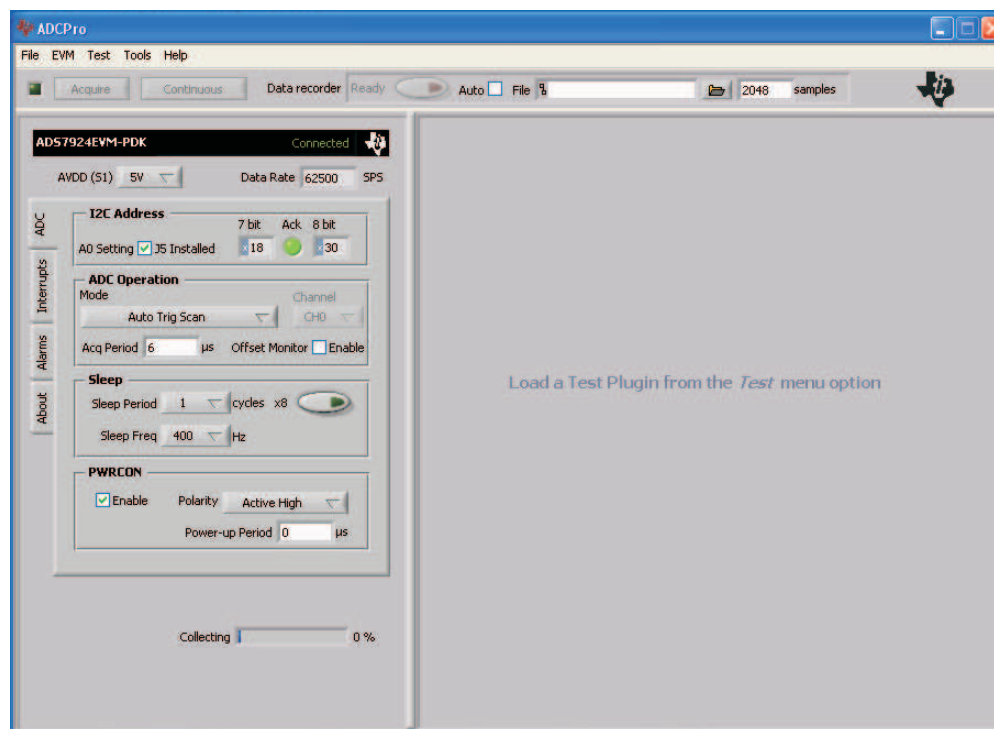 ADCPro
File EVM Test Tools Help
Acquire Continuous Data recorder Ready Auto File % 2048 samples
ADS7924EVM-PDK Connected
AVDD (S1) 5V Data Rate 62500 SPS
ADC
Interrupts
Alarms
About
I2C Address
7 bit Ack 8 bit
A0 Setting J5 Installed x 18 x 30
ADC Operation
Mode Channel
Auto Trig Scan CH0
Acq Period 6 µs Offset Monitor Enable
Sleep
Sleep Period 1 cycles x8
Sleep Freq 400 Hz
PWRCON
Enable Polarity Active High
Power-up Period 0 µs
Collecting 0 %
Load a Test Plugin from the Test menu option